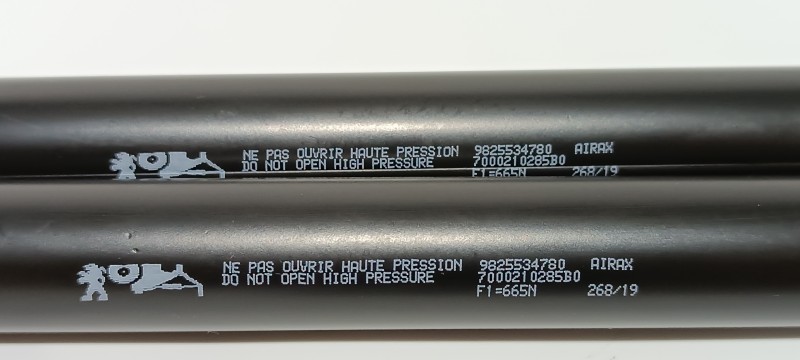 NE PAS OUVRIR HAUTE PRESSION 9825534780 AIRAX
DO NOT OPEN HIGH PRESSURE 7000210285B0
F1=665N 268/19
NE PAS OUVRIR HAUTE PRESSION 9825534780 AIRAX
DO NOT OPEN HIGH PRESSURE 7000210285B0
F1=665N 268/19